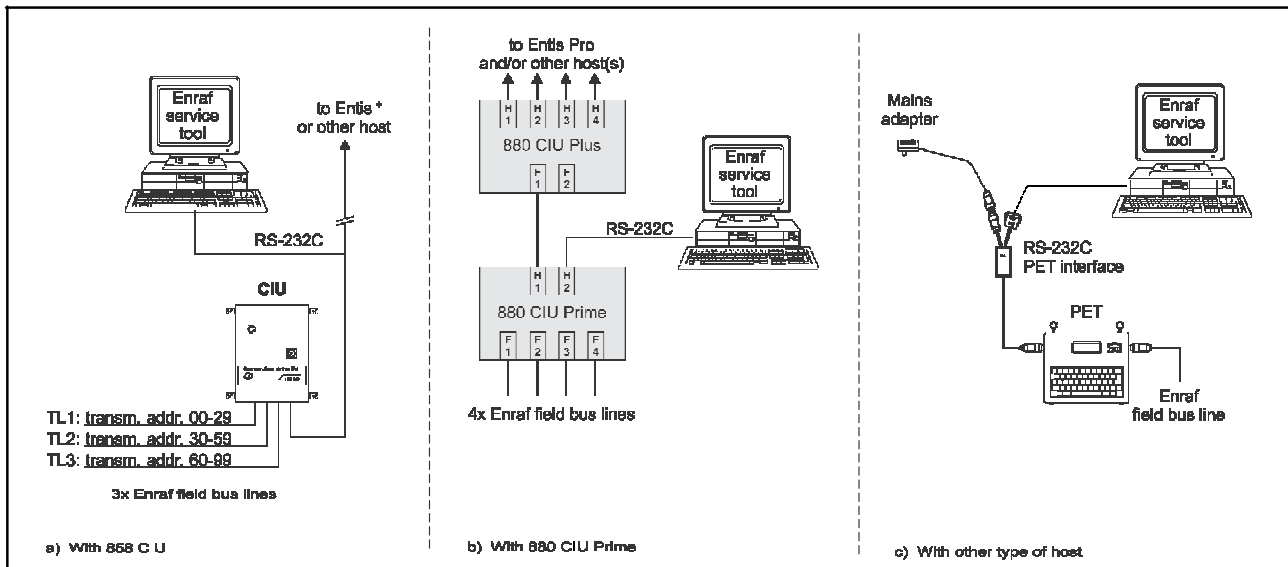 Enraf
service
tool
to Entis +
or other host
RS-232C
CIU
TL1: transm. addr. 00-29
TL2: transm. addr. 30-59
TL3: transm. addr. 60-99
3x Enraf field bus lines
a) With 858 C U
to Entis Pro
and/or other host(s)
H
1
H
2
H
3
H
4
880 CIU Plus
F
1
F
2
Enraf
service
tool
RS-232C
H
1
H
2
880 CIU Prime
F
1
F
2
F
3
F
4
4x Enraf field bus lines
b) With 880 CIU Prime
Mains
adapter
Enraf
service
tool
RS-232C
PET interface
PET
Enraf
field bus line
c) With other type of host